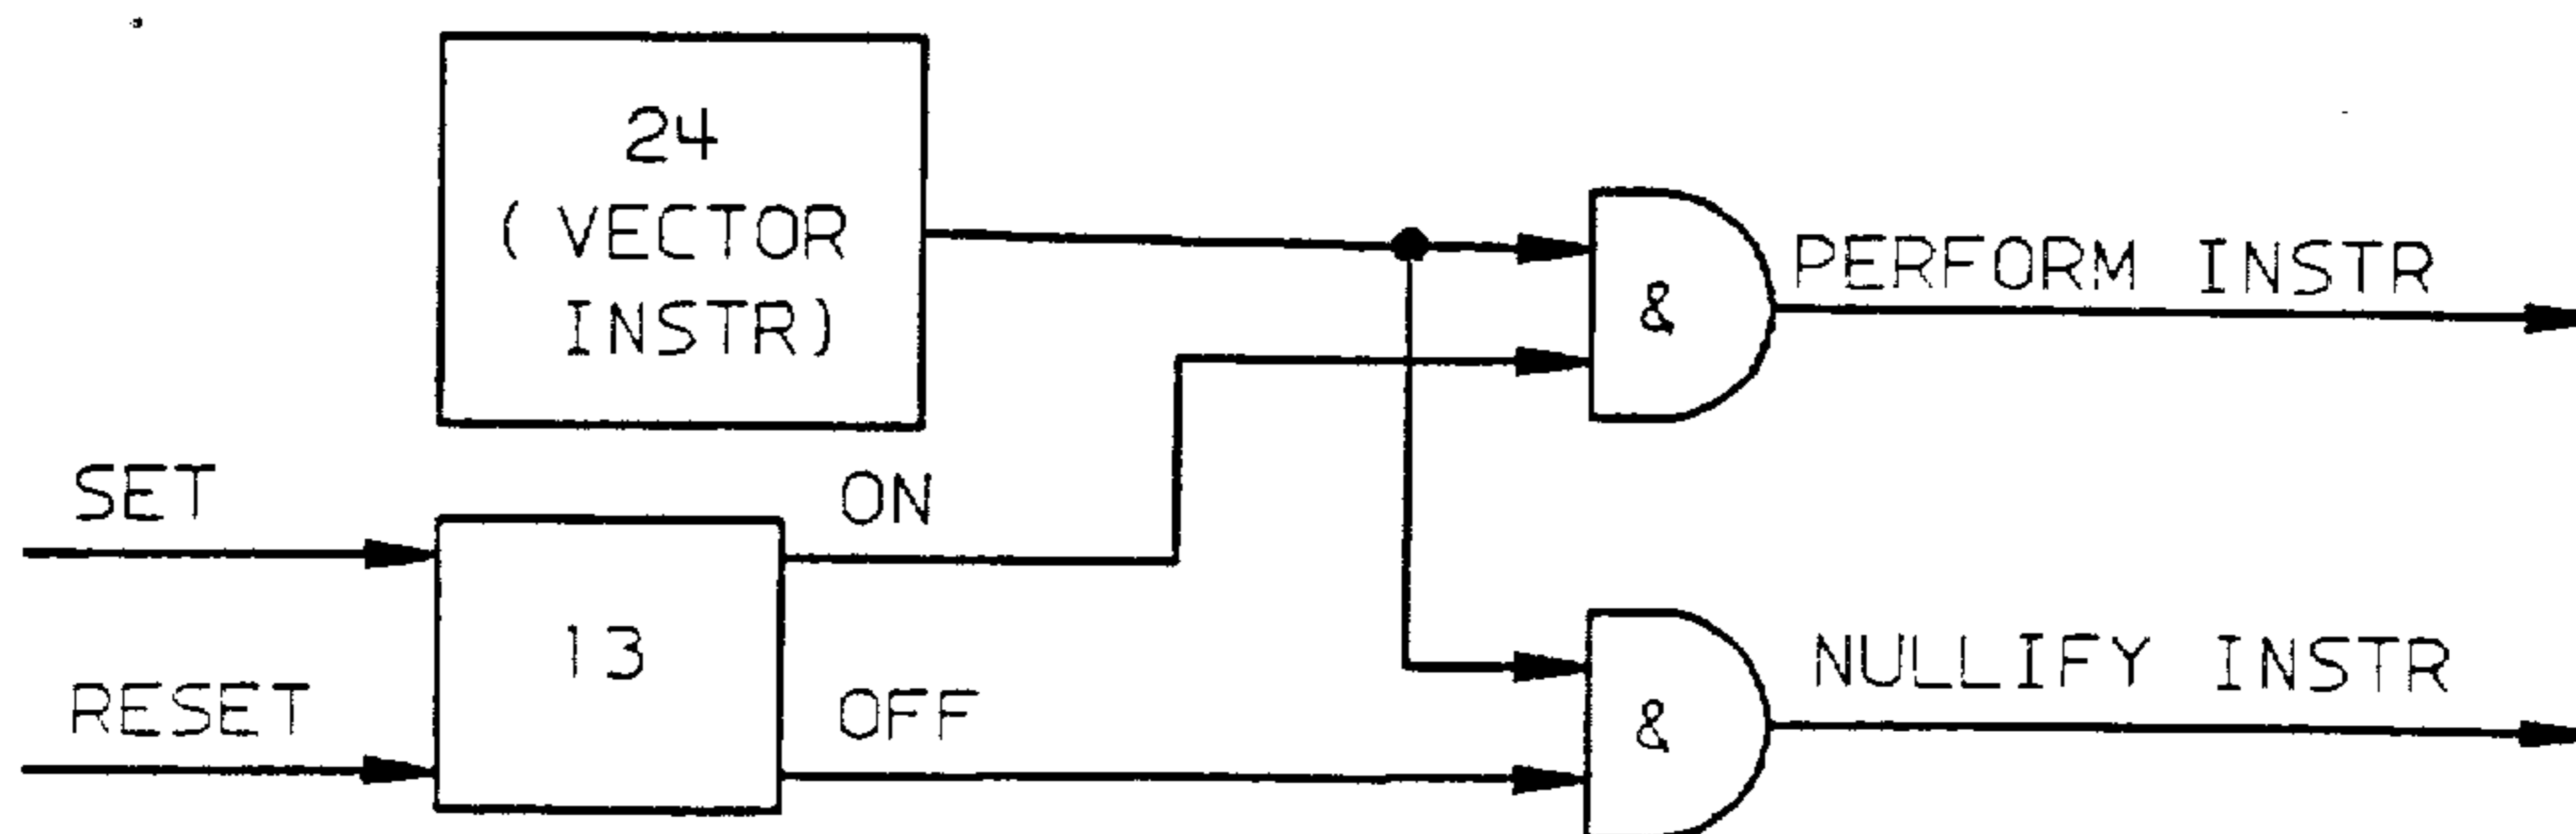 24
( VECTOR
INSTR)
PERFORM INSTR
&
SET
ON
13
RESET
OFF
NULLIFY INSTR
&